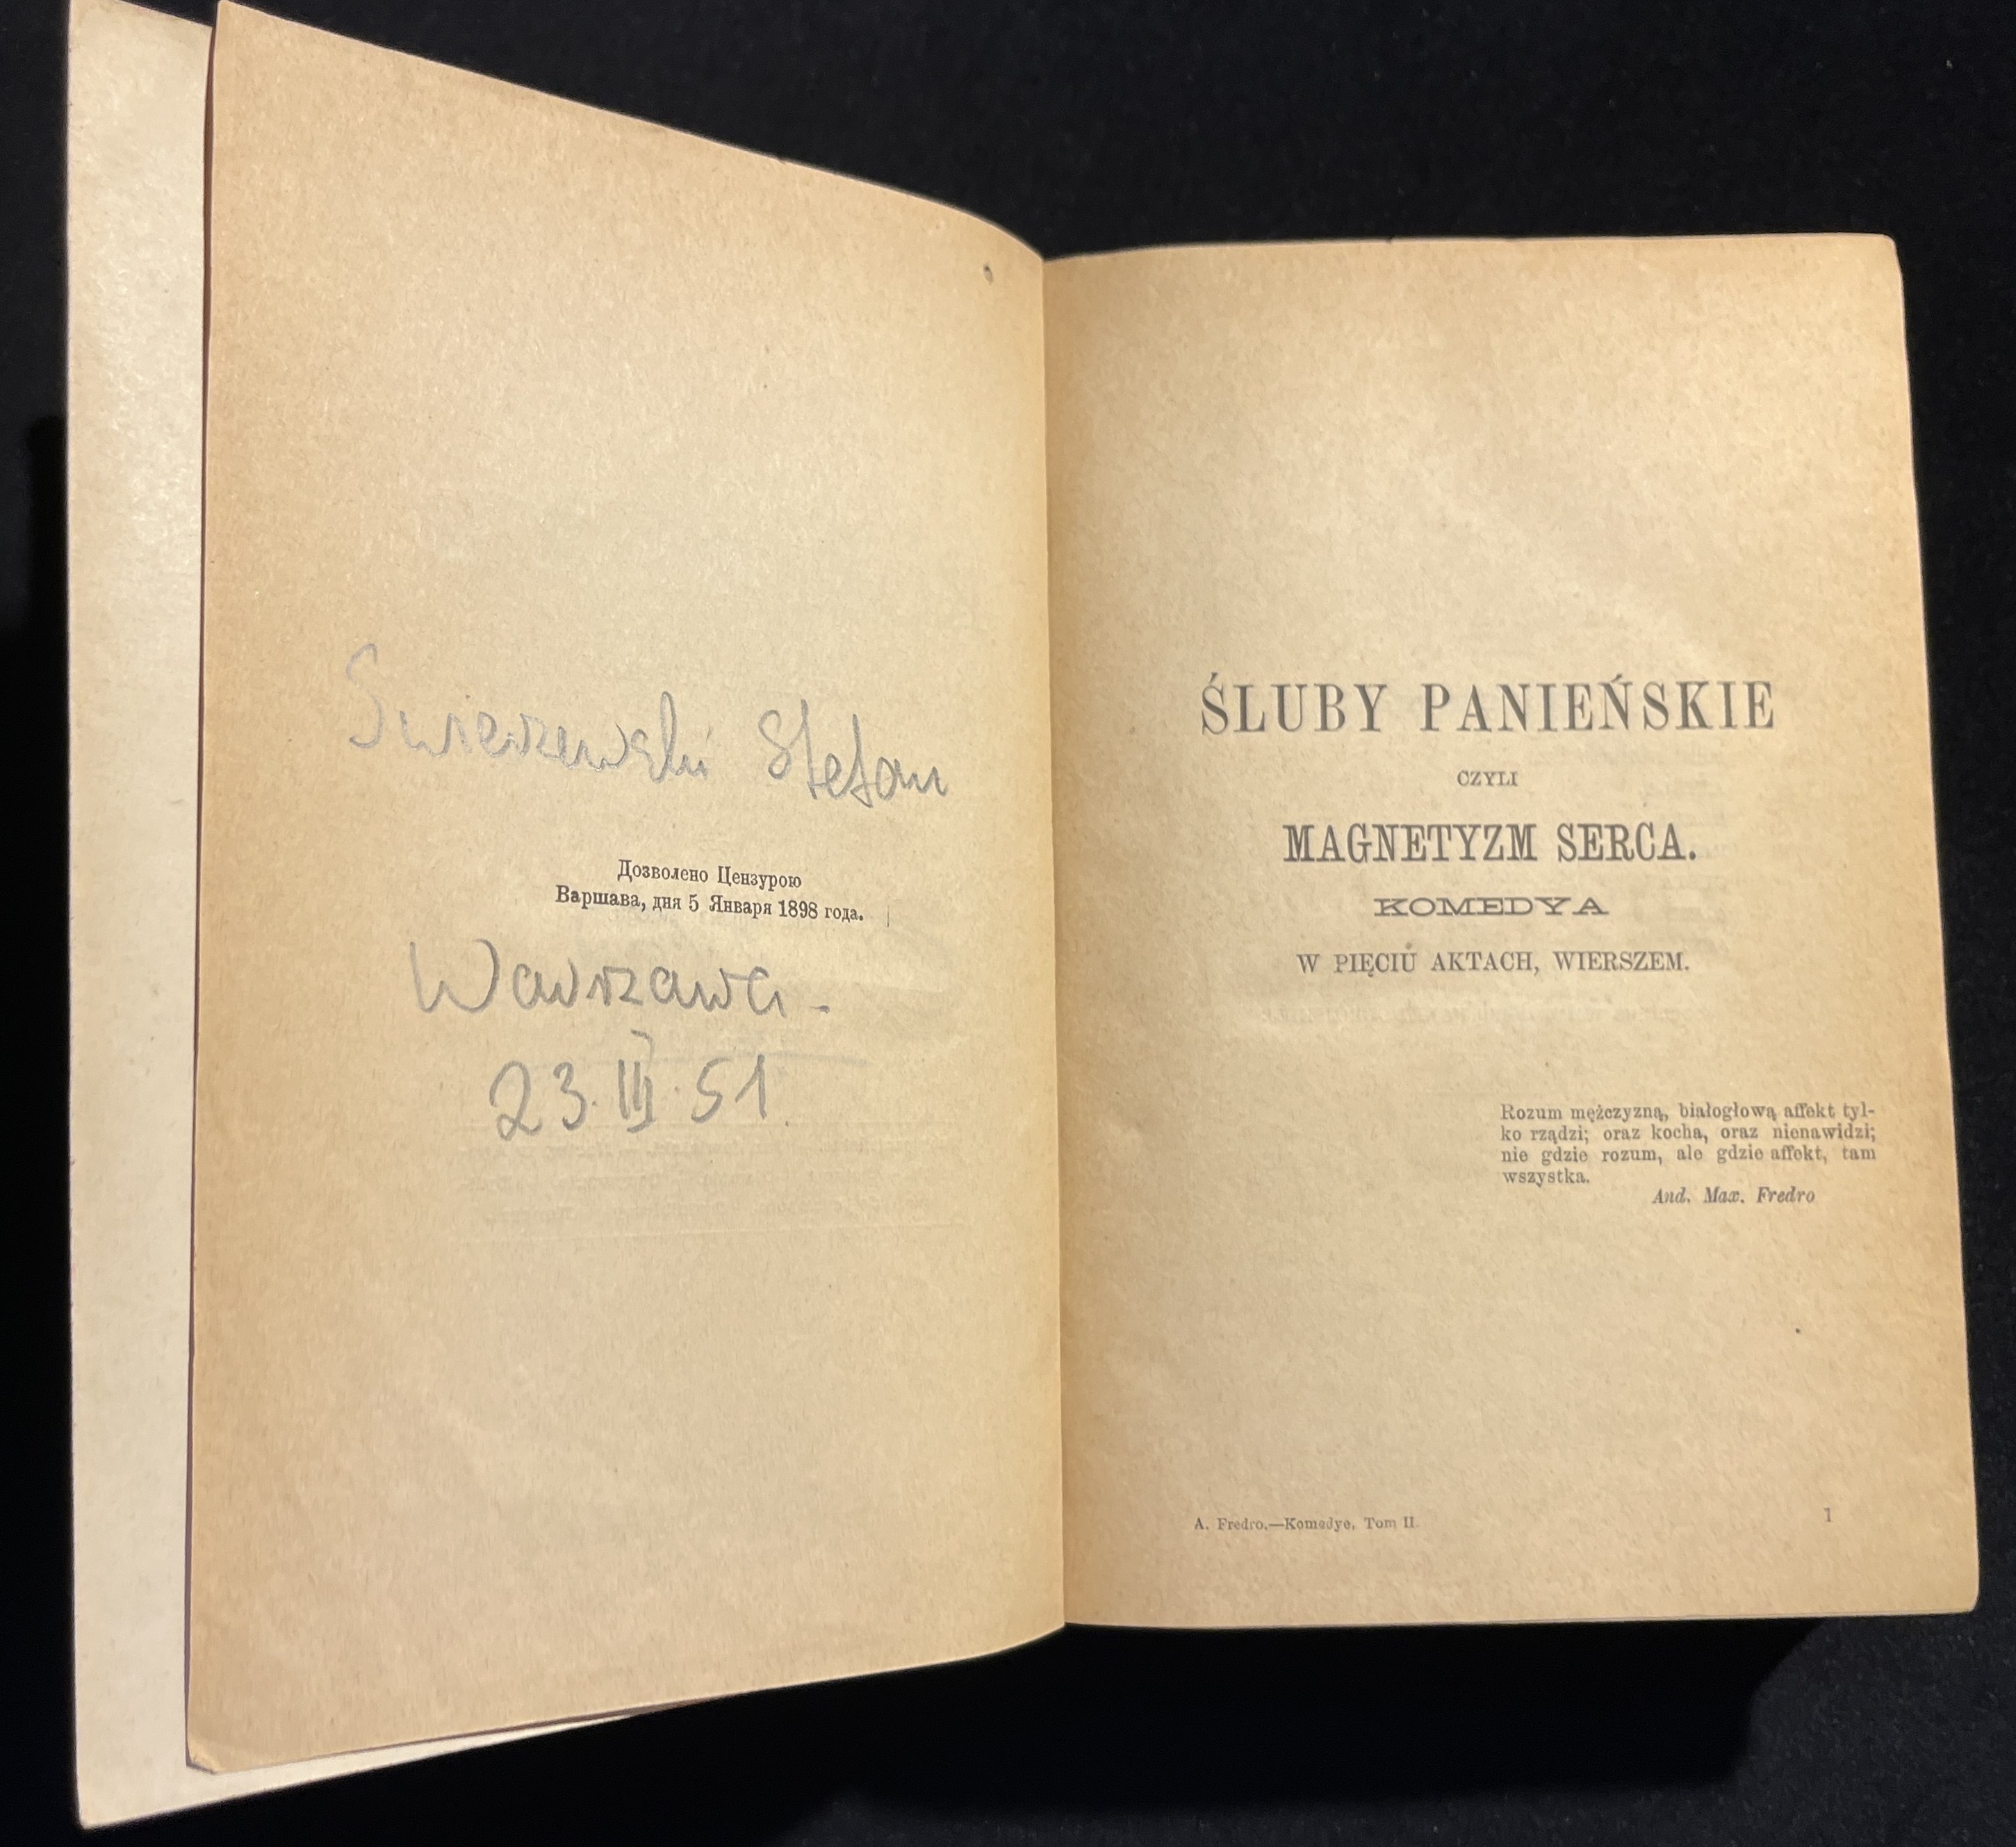 Swierzewski Stefan
Дозволено Цензурою
Варшава, дня 5 Января 1898 года.
Warszawa -
23.III.51.
ŚLUBY PANIEŃSKIE
CZYLI
MAGNETYZM SERCA.
KOMEDYA
W PIĘCIU AKTACH, WIERSZEM.
Rozum mężczyzną, białogłową affekt tyl-
ko rządzi; oraz kocha, oraz nienawidzi;
nie gdzie rozum, ale gdzie affekt, tam
wszystka.
And. Max. Fredro
A. Fredro.—Komedye, Tom II.
1